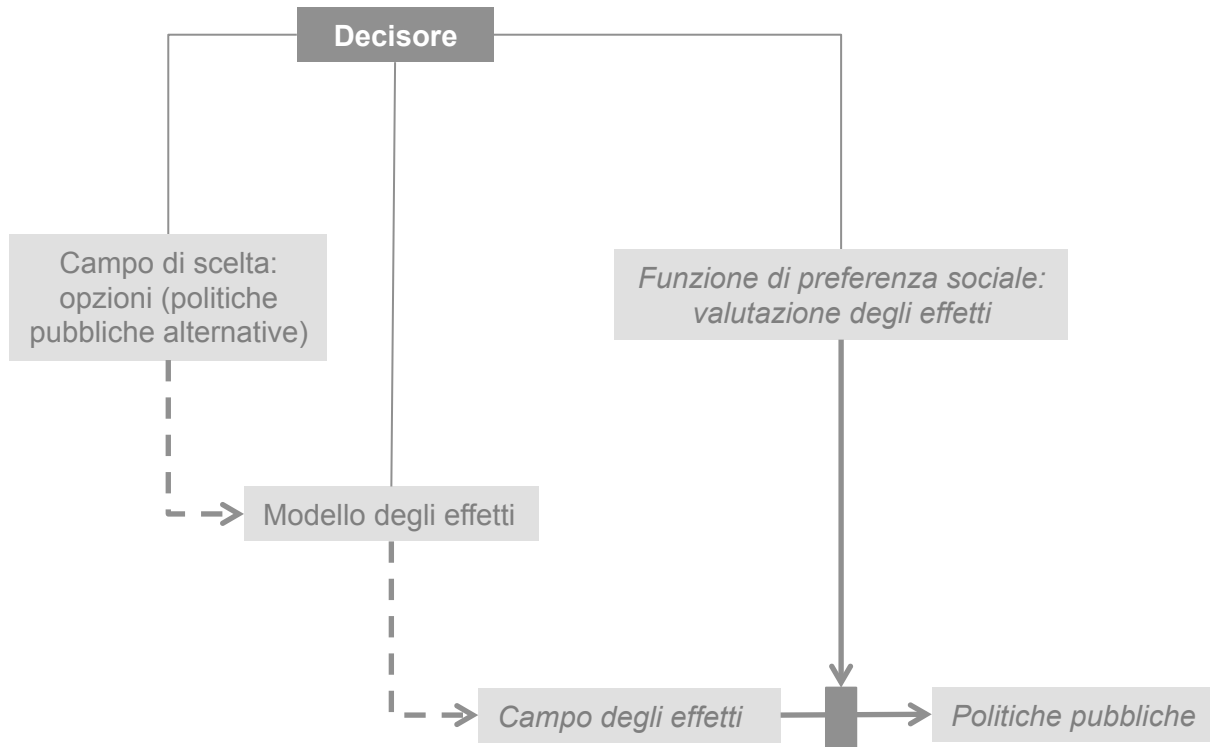 Decisore
Campo di scelta:
opzioni (politiche
pubbliche alternative)
Funzione di preferenza sociale:
valutazione degli effetti
Modello degli effetti
Campo degli effetti
Politiche pubbliche